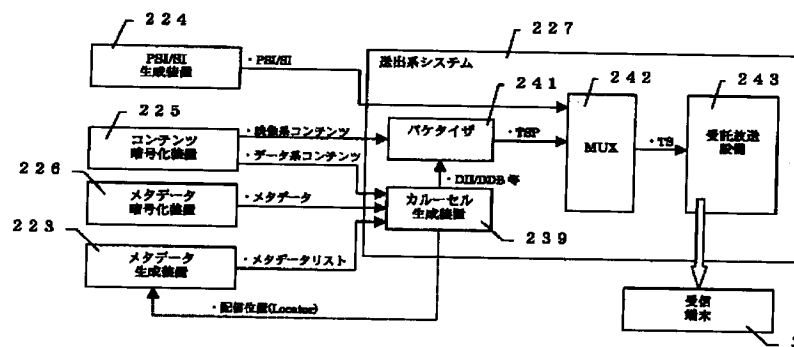 ２２４
PSI/SI
生成装置
・PSI/SI
２２７
送出系システム
２４１
２４２
２４３
２２５
コンテンツ
暗号化装置
・映像系コンテンツ
・データ系コンテンツ
パケタイザ
・TSP
MUX
・TS
受託放送
設備
２２６
メタデータ
暗号化装置
・メタデータ
・DII/DDB 等
カルーセル
生成装置
２３９
２２３
メタデータ
生成装置
・メタデータリスト
・配信位置(Locator)
受信
端末